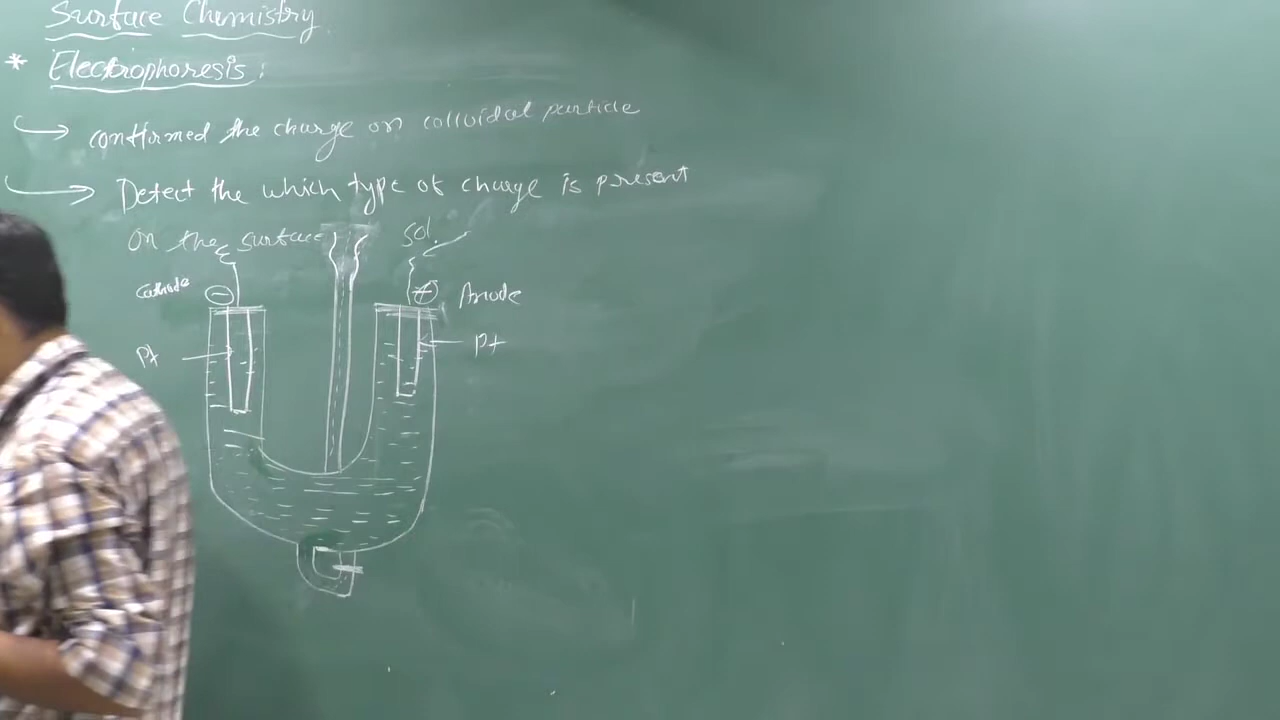 Surface Chemistry
* Electrophoresis:
confirmed the charge on colloidal particle
Detect the which type of charge is present
on the surface sol.
Cathode - + Anode
Pt Pt